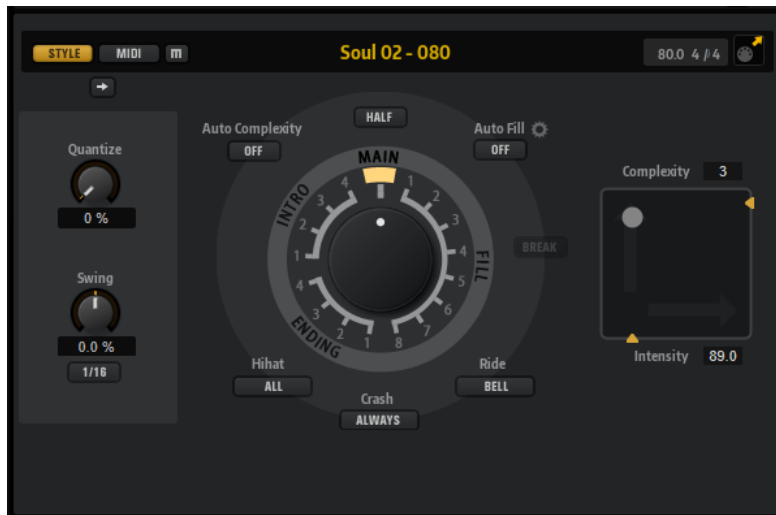 STYLE MIDI m Soul 02 - 080 80.0 4 / 4
HALF
Auto Complexity
OFF
Auto Fill
OFF
Quantize
0 %
Swing
0.0 %
1/16
MAIN
INTRO
1 2 3 4
FILL
1 2 3 4 5 6 7 8
ENDING
1 2 3 4
BREAK
Hihat
ALL
Crash
ALWAYS
Ride
BELL
Complexity 3
Intensity 89.0